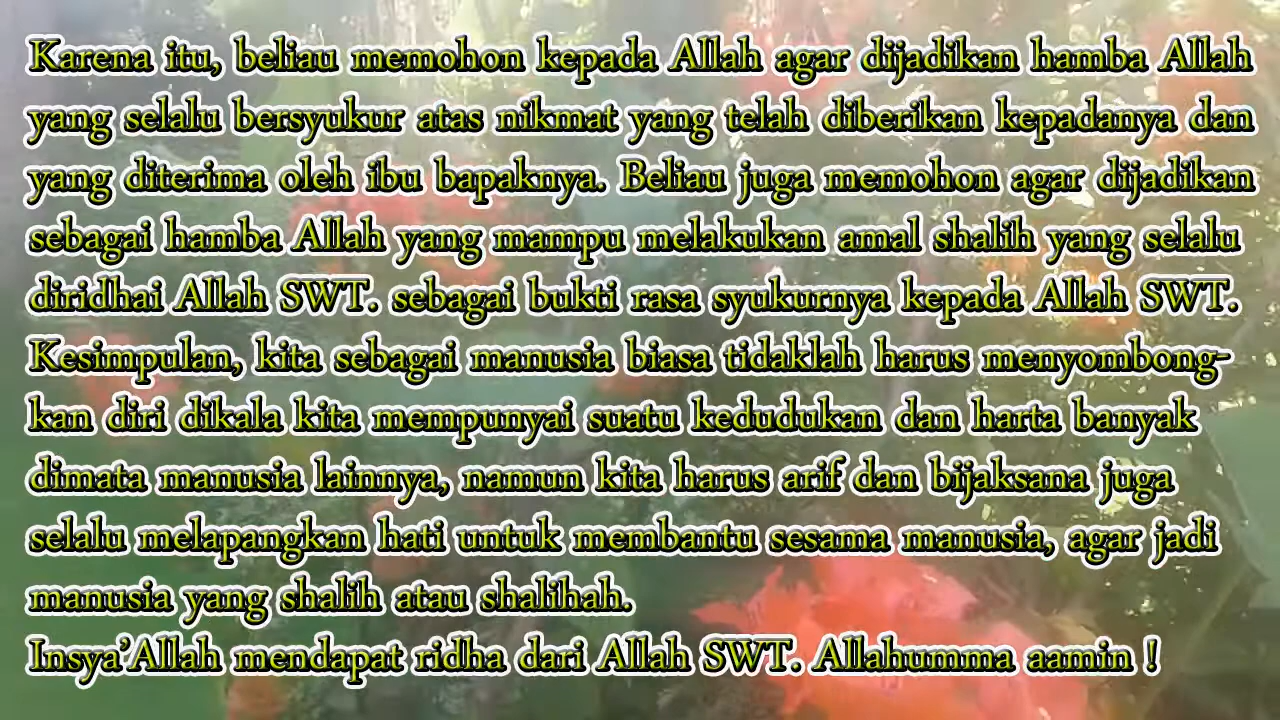 Karena itu, beliau memohon kepada Allah agar dijadikan hamba Allah
yang selalu bersyukur atas nikmat yang telah diberikan kepadanya dan
yang diterima oleh ibu bapaknya. Beliau juga memohon agar dijadikan
sebagai hamba Allah yang mampu melakukan amal shalih yang selalu
diridhai Allah SWT. sebagai bukti rasa syukurnya kepada Allah SWT.
Kesimpulan, kita sebagai manusia biasa tidaklah harus menyombong-
kan diri dikala kita mempunyai suatu kedudukan dan harta banyak
dimata manusia lainnya, namun kita harus arif dan bijaksana juga
selalu melapangkan hati untuk membantu sesama manusia, agar jadi
manusia yang shalih atau shalihah.
Insya'Allah mendapat ridha dari Allah SWT. Allahumma aamin !